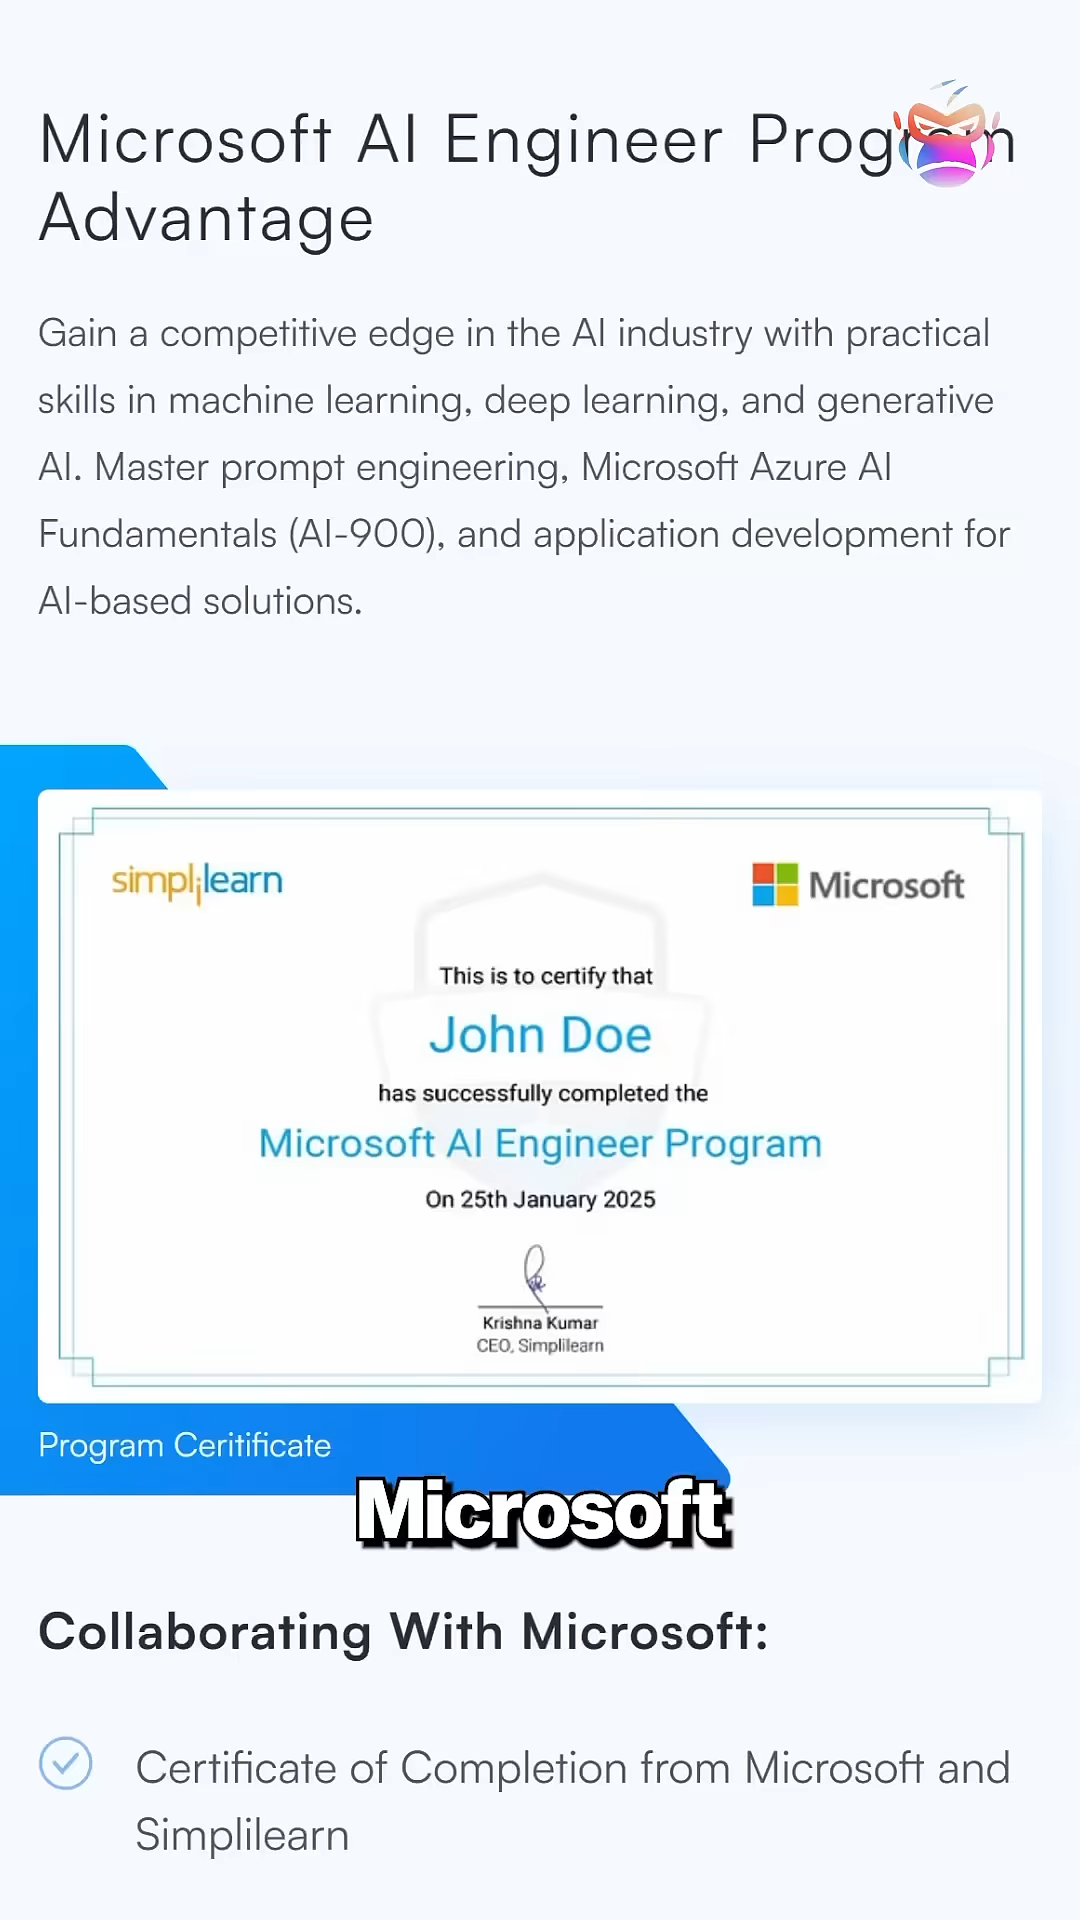 Microsoft AI Engineer Program
Advantage
Gain a competitive edge in the AI industry with practical
skills in machine learning, deep learning, and generative
AI. Master prompt engineering, Microsoft Azure AI
Fundamentals (AI-900), and application development for
AI-based solutions.
simplilearn
Microsoft
This is to certify that
John Doe
has successfully completed the
Microsoft AI Engineer Program
On 25th January 2025
Krishna Kumar
CEO, Simplilearn
Program Ceritificate
Microsoft
Collaborating With Microsoft:
Certificate of Completion from Microsoft and
Simplilearn